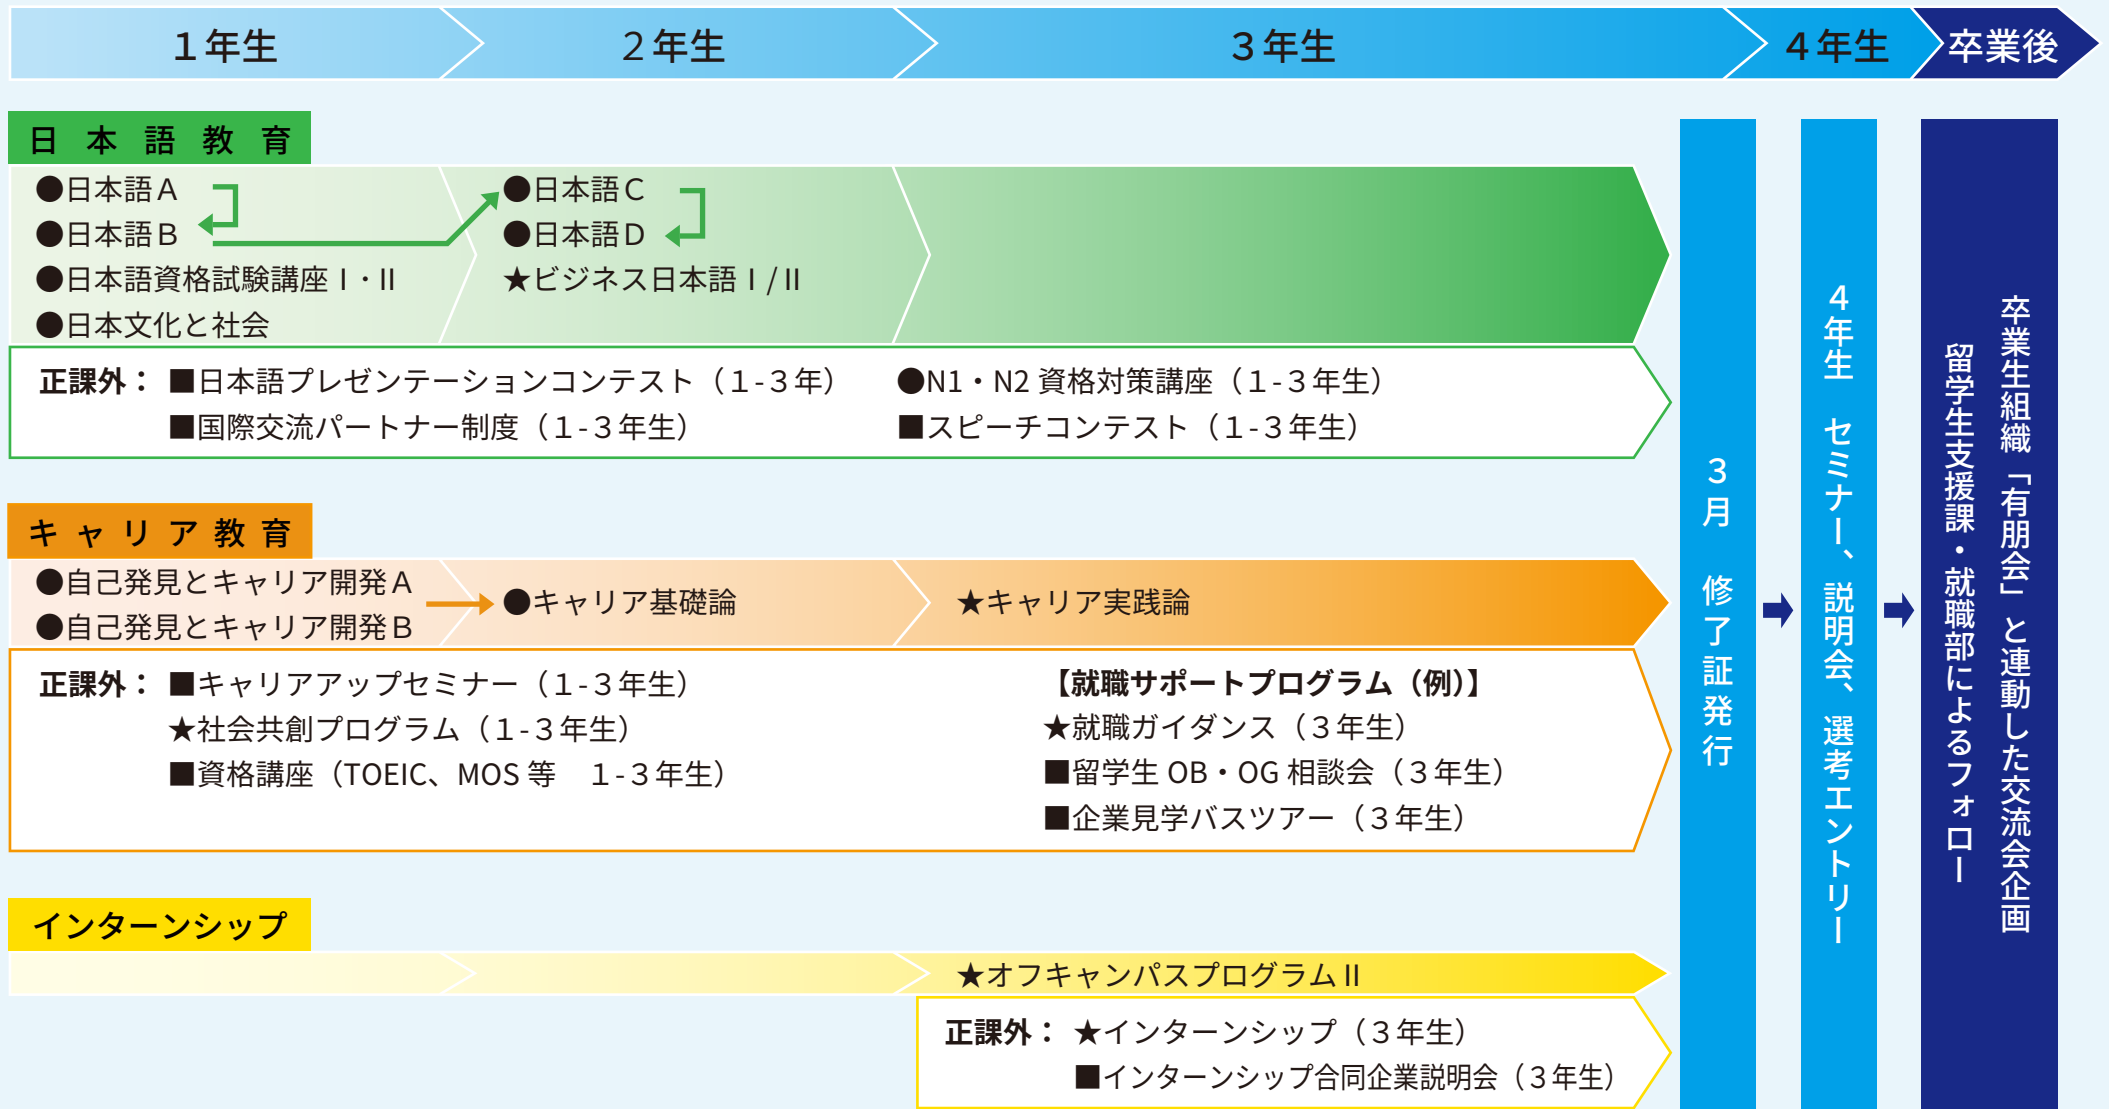 １年生
２年生
３年生
４年生
卒業後
日本語教育
●日本語Ａ
●日本語Ｂ
●日本語資格試験講座Ⅰ・Ⅱ
●日本文化と社会
●日本語Ｃ
●日本語Ｄ
★ビジネス日本語Ⅰ/Ⅱ
正課外：
■日本語プレゼンテーションコンテスト（１-３年）
■国際交流パートナー制度（１-３年生）
●N1・N2 資格対策講座（１-３年生）
■スピーチコンテスト（１-３年生）
キャリア教育
●自己発見とキャリア開発Ａ
●自己発見とキャリア開発Ｂ
●キャリア基礎論
★キャリア実践論
正課外：
■キャリアアップセミナー（１-３年生）
★社会共創プログラム（１-３年生）
■資格講座（TOEIC、MOS 等　１-３年生）
【就職サポートプログラム（例）】
★就職ガイダンス（３年生）
■留学生 OB・OG 相談会（３年生）
■企業見学バスツアー（３年生）
インターンシップ
★オフキャンパスプログラムⅡ
正課外：
★インターンシップ（３年生）
■インターンシップ合同企業説明会（３年生）
３月　修了証発行
４年生　セミナー、説明会、選考エントリー
卒業生組織「有朋会」と連動した交流会企画
留学生支援課・就職部によるフォロー